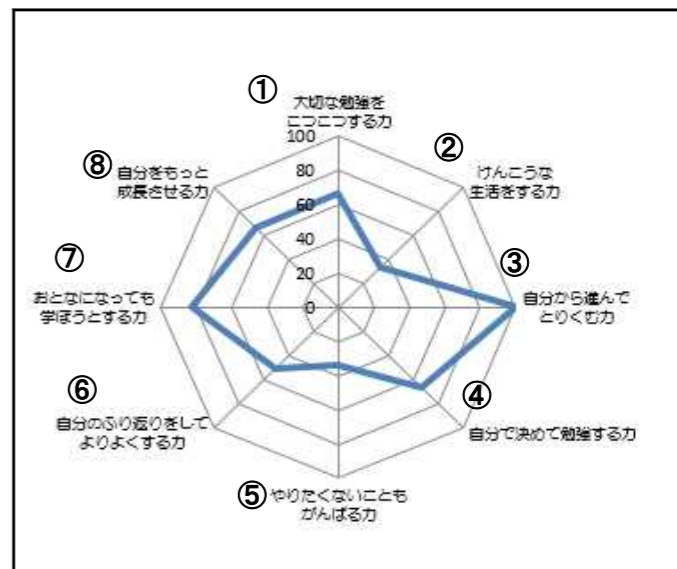 ①
大切な勉強を
こつこつする力
100
80
60
40
20
0
②
けんこうな
生活をする力
③
自分から進んで
とりくむ力
④
自分で決めて勉強する力
⑤
やりたくないことも
がんばる力
⑥
自分のふり返りをして
よりよくする力
⑦
おとなになっても
学ぼうとする力
⑧
自分をもっと
成長させる力